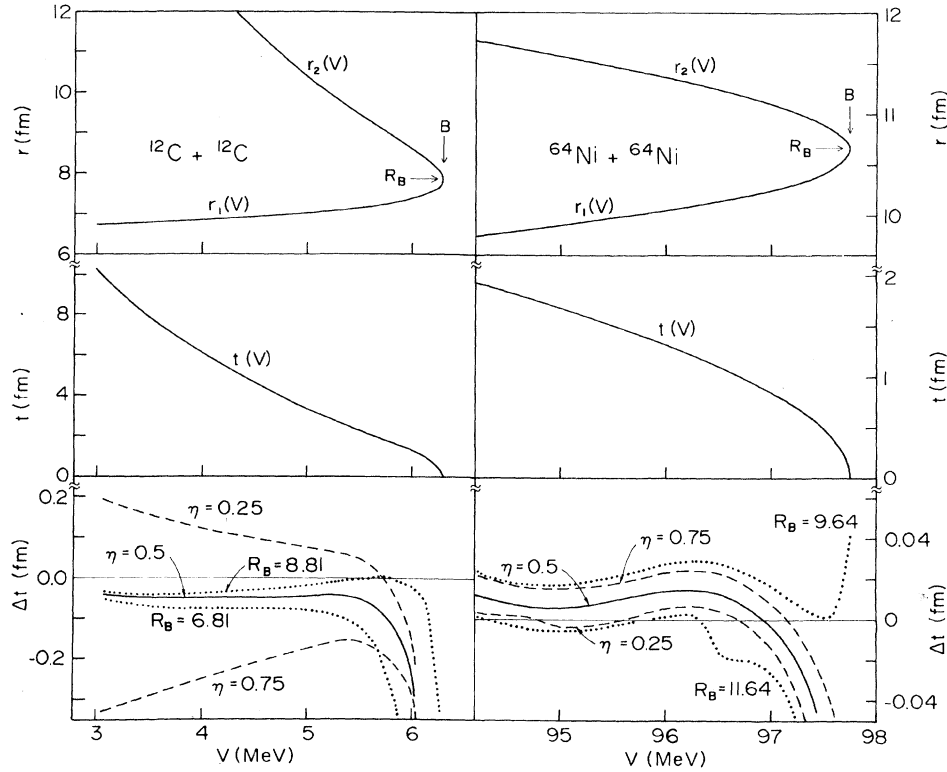 12
10
8
6
r (fm)
r₂(V)
B
¹²C + ¹²C
R_B
r₁(V)
12
11
10
r (fm)
r₂(V)
B
⁶⁴Ni + ⁶⁴Ni
R_B
r₁(V)
8
4
0
t (fm)
t (V)
2
1
0
t (fm)
t(V)
0.2
0.0
-0.2
Δt (fm)
η = 0.25
η = 0.5
R_B = 8.81
R_B = 6.81
η = 0.75
0.04
0
-0.04
Δt (fm)
R_B = 9.64
η = 0.75
η = 0.5
η = 0.25
R_B = 11.64
3 4 5 6
V (MeV)
95 96 97 98
V (MeV)